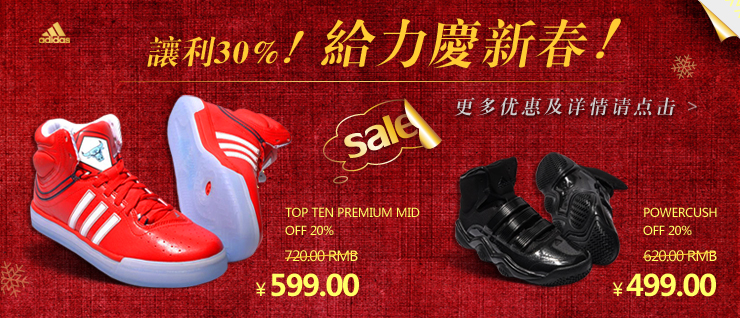 adidas
讓利30%！給力慶新春！
更多优惠及详情请点击 >
sale
TOP TEN PREMIUM MID
OFF 20%
720.00 RMB
¥ 599.00
POWERCUSH
OFF 20%
620.00 RMB
¥ 499.00